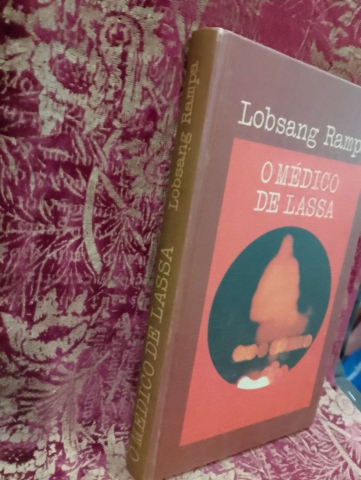 Lobsang Rampa
O MÉDICO
DE LASSA
O MÉDICO DE LASSA Lobsang Rampa